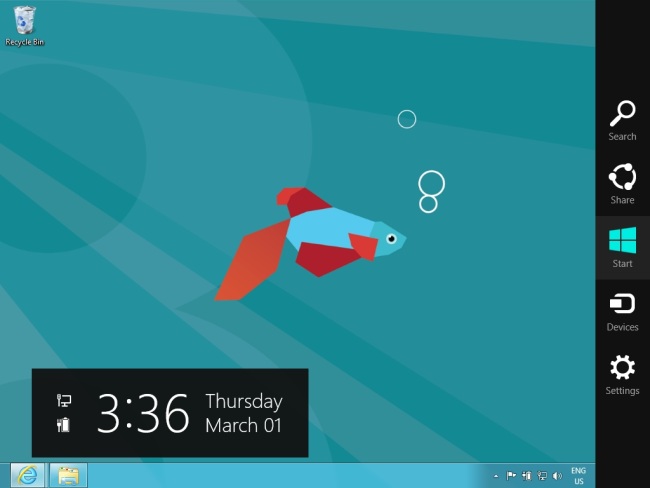 Recycle Bin
Search
Share
Start
Devices
Settings
3:36
Thursday
March 01
ENG
US